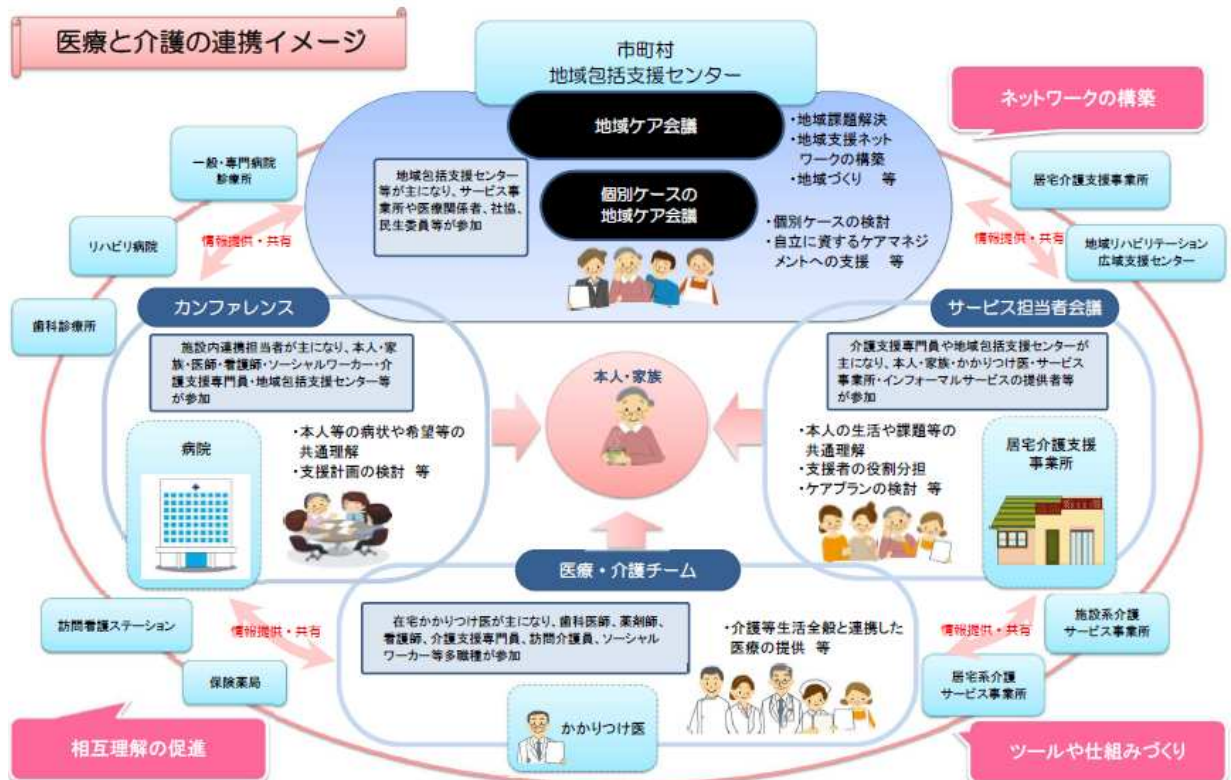 医療と介護の連携イメージ
市町村
地域包括支援センター
ネットワークの構築
地域ケア会議
・地域課題解決
・地域支援ネット
ワークの構築
・地域づくり 等
一般・専門病院
診療所
地域包括支援センター
等が主になり、サービス事
業所や医療関係者、社協、
民生委員等が参加
個別ケースの
地域ケア会議
・個別ケースの検討
・自立に資するケアマネジ
メントへの支援 等
居宅介護支援事業所
リハビリ病院
情報提供・共有
情報提供・共有
地域リハビリテーション
広域支援センター
歯科診療所
カンファレンス
施設内連携担当者が主になり、本人・家
族・医師・看護師・ソーシャルワーカー・介
護支援専門員・地域包括支援センター等
が参加
病院
・本人等の病状や希望等の
共通理解
・支援計画の検討 等
本人・家族
サービス担当者会議
介護支援専門員や地域包括支援センターが
主になり、本人・家族・かかりつけ医・サービス
事業所・インフォーマルサービスの提供者等
が参加
・本人の生活や課題等の
共通理解
・支援者の役割分担
・ケアプランの検討 等
居宅介護支援
事業所
医療・介護チーム
訪問看護ステーション
情報提供・共有
在宅かかりつけ医が主になり、歯科医師、薬剤師、
看護師、介護支援専門員、訪問介護員、ソーシャル
ワーカー等多職種が参加
・介護等生活全般と連携した
医療の提供 等
情報提供・共有
施設系介護
サービス事業所
保険薬局
居宅系介護
サービス事業所
かかりつけ医
相互理解の促進
ツールや仕組みづくり